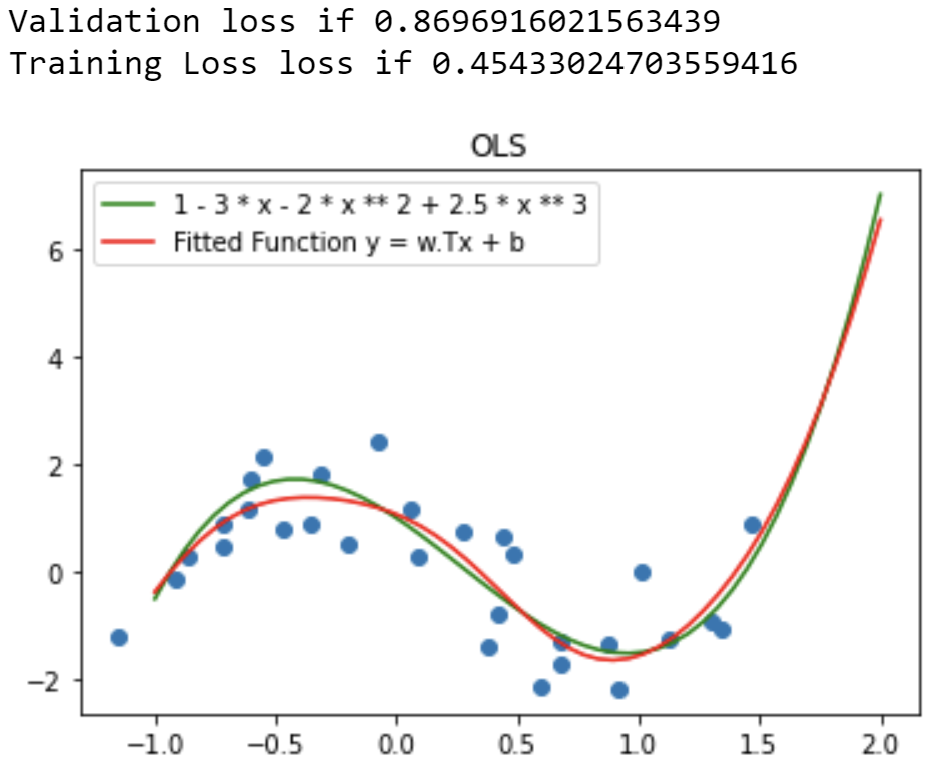 Validation loss if 0.8696916021563439
Training Loss loss if 0.45433024703559416
OLS
1 - 3 * x - 2 * x ** 2 + 2.5 * x ** 3
Fitted Function y = w.Tx + b
6
4
2
0
−2
−1.0 −0.5 0.0 0.5 1.0 1.5 2.0